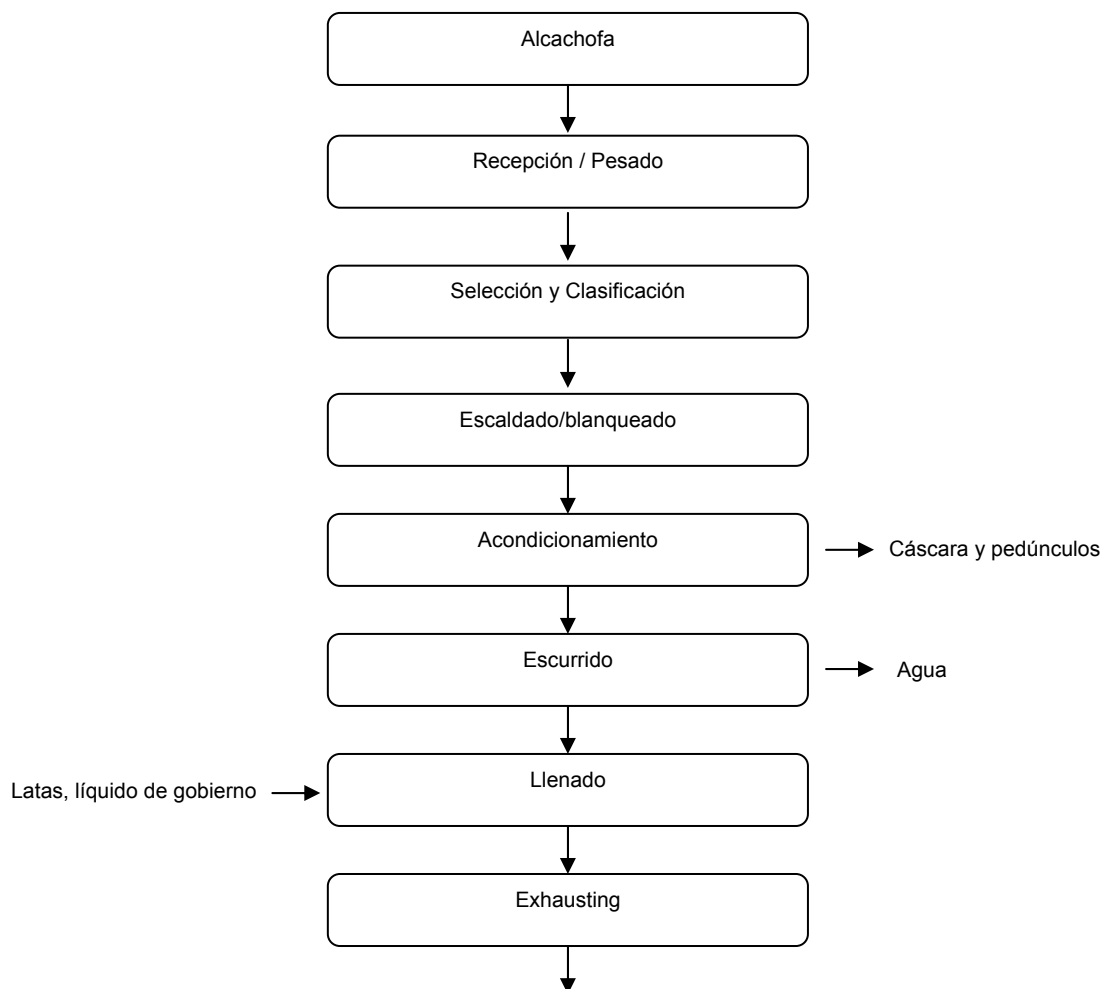 Alcachofa
Recepción / Pesado
Selección y Clasificación
Escaldado/blanqueado
Acondicionamiento
Cáscara y pedúnculos
Escurrido
Agua
Latas, líquido de gobierno
Llenado
Exhausting